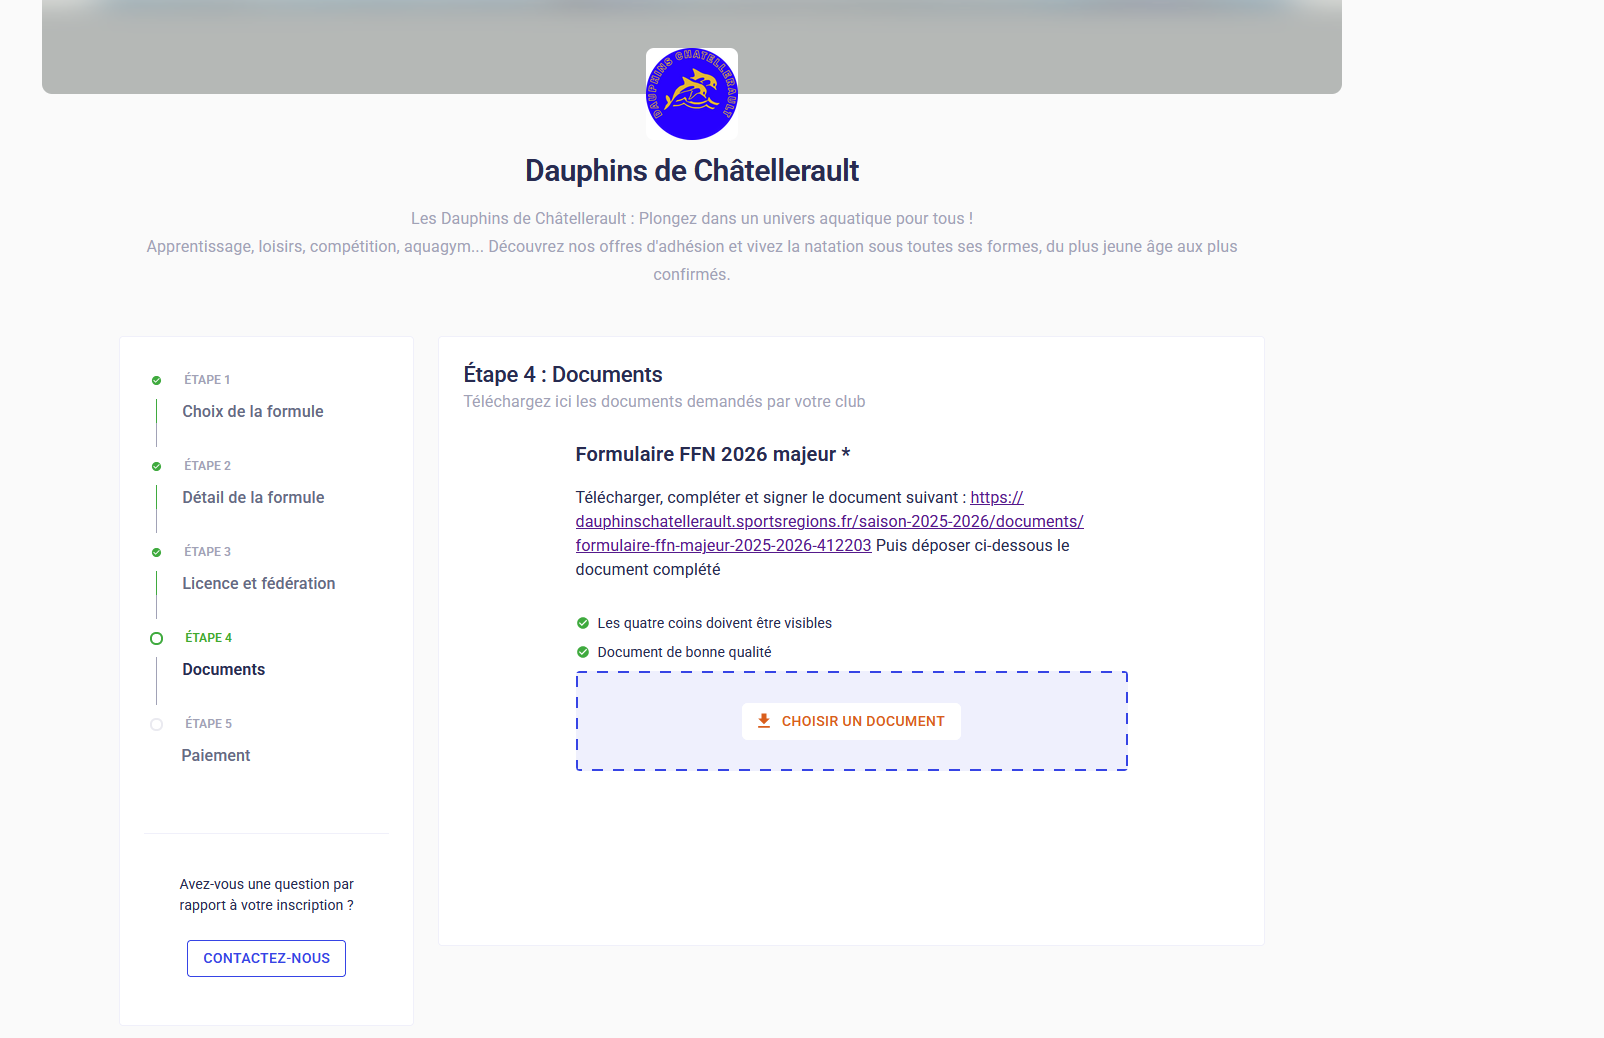 DAUPHINS CHATELLERAULT
Dauphins de Châtellerault
Les Dauphins de Châtellerault : Plongez dans un univers aquatique pour tous !
Apprentissage, loisirs, compétition, aquagym... Découvrez nos offres d'adhésion et vivez la natation sous toutes ses formes, du plus jeune âge aux plus
confirmés.
ÉTAPE 1
Choix de la formule
ÉTAPE 2
Détail de la formule
ÉTAPE 3
Licence et fédération
ÉTAPE 4
Documents
ÉTAPE 5
Paiement
Avez-vous une question par
rapport à votre inscription ?
CONTACTEZ-NOUS
Étape 4 : Documents
Téléchargez ici les documents demandés par votre club
Formulaire FFN 2026 majeur *
Télécharger, compléter et signer le document suivant : https://
dauphinschatellerault.sportsregions.fr/saison-2025-2026/documents/
formulaire-ffn-majeur-2025-2026-412203 Puis déposer ci-dessous le
document complété
Les quatre coins doivent être visibles
Document de bonne qualité
CHOISIR UN DOCUMENT